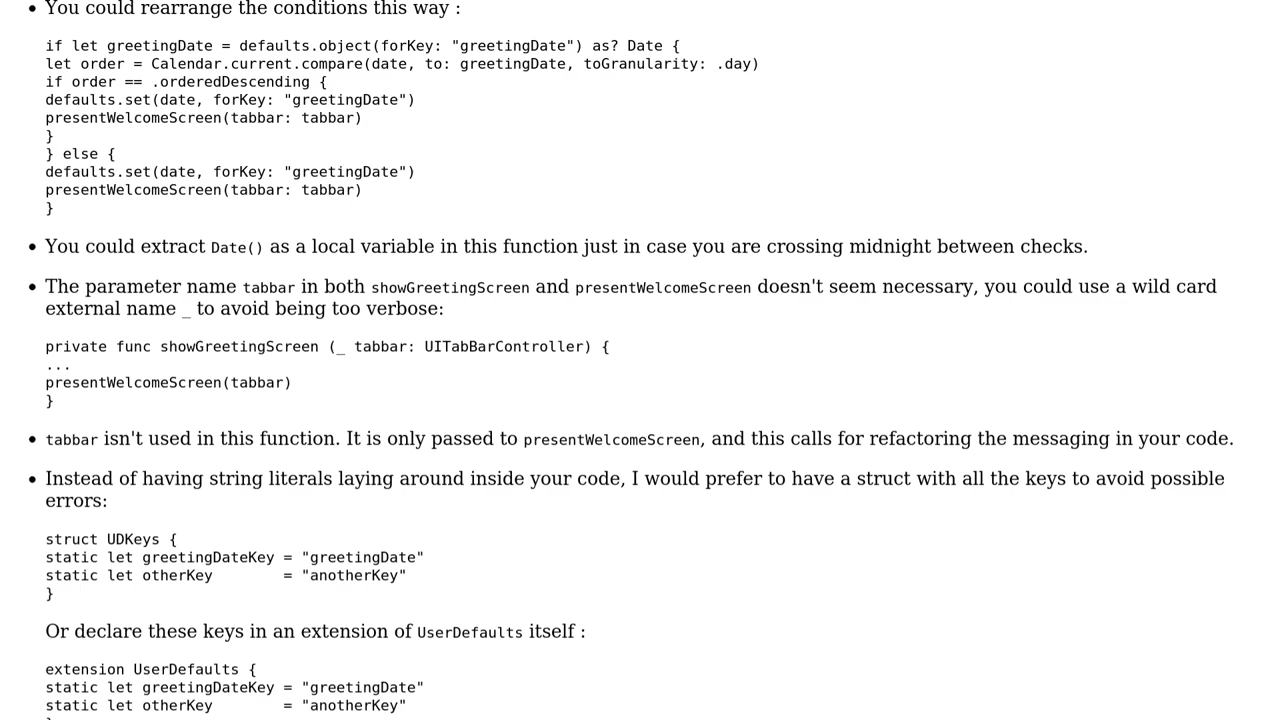 • You could rearrange the conditions this way :
if let greetingDate = defaults.object(forKey: "greetingDate") as? Date {
let order = Calendar.current.compare(date, to: greetingDate, toGranularity: .day)
if order == .orderedDescending {
defaults.set(date, forKey: "greetingDate")
presentWelcomeScreen(tabbar: tabbar)
}
} else {
defaults.set(date, forKey: "greetingDate")
presentWelcomeScreen(tabbar: tabbar)
}
• You could extract Date() as a local variable in this function just in case you are crossing midnight between checks.
• The parameter name tabbar in both showGreetingScreen and presentWelcomeScreen doesn't seem necessary, you could use a wild card
external name _ to avoid being too verbose:
private func showGreetingScreen (_ tabbar: UITabBarController) {
...
presentWelcomeScreen(tabbar)
}
• tabbar isn't used in this function. It is only passed to presentWelcomeScreen, and this calls for refactoring the messaging in your code.
• Instead of having string literals laying around inside your code, I would prefer to have a struct with all the keys to avoid possible
errors:
struct UDKeys {
static let greetingDateKey = "greetingDate"
static let otherKey        = "anotherKey"
}
Or declare these keys in an extension of UserDefaults itself :
extension UserDefaults {
static let greetingDateKey = "greetingDate"
static let otherKey        = "anotherKey"